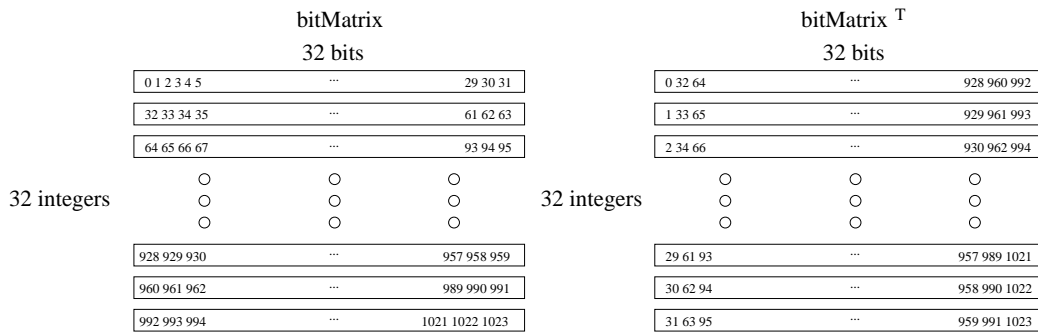 bitMatrix
32 bits
0 1 2 3 4 5 ... 29 30 31
32 33 34 35 ... 61 62 63
64 65 66 67 ... 93 94 95
32 integers
928 929 930 ... 957 958 959
960 961 962 ... 989 990 991
992 993 994 ... 1021 1022 1023
bitMatrix T
32 bits
0 32 64 ... 928 960 992
1 33 65 ... 929 961 993
2 34 66 ... 930 962 994
32 integers
29 61 93 ... 957 989 1021
30 62 94 ... 958 990 1022
31 63 95 ... 959 991 1023